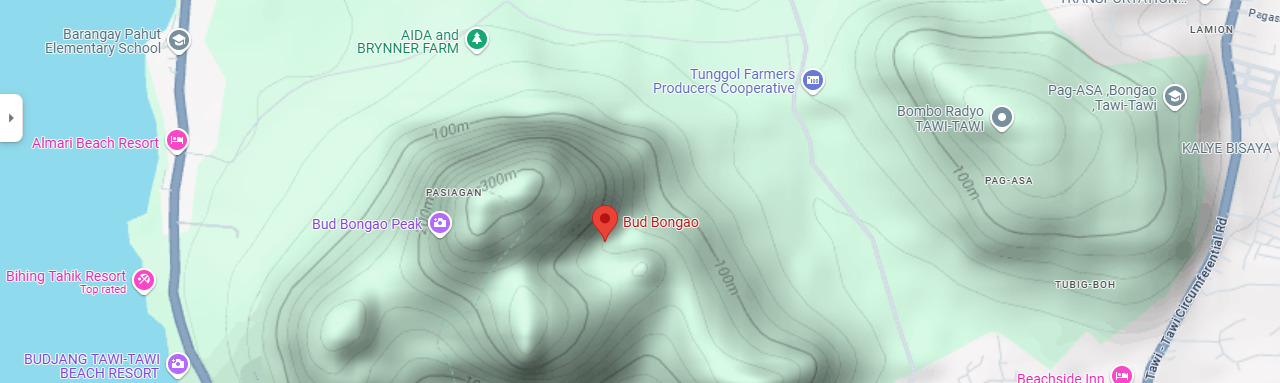 TRANSPORTATION...
Pagas
LAMION
Barangay Pahut
Elementary School
AIDA and
BRYNNER FARM
Tunggol Farmers
Producers Cooperative
Pag-ASA ,Bongao
,Tawi-Tawi
Bombo Radyo
TAWI-TAWI
KALYE BISAYA
Almari Beach Resort
100m
300m
100m
PASIAGAN
PAG-ASA
Bud Bongao Peak
Bud Bongao
100m
Bihing Tahik Resort
Top rated
TUBIG-BOH
Tawi - Tawi Circumferential Rd
BUDJANG TAWI-TAWI
BEACH RESORT
Beachside Inn